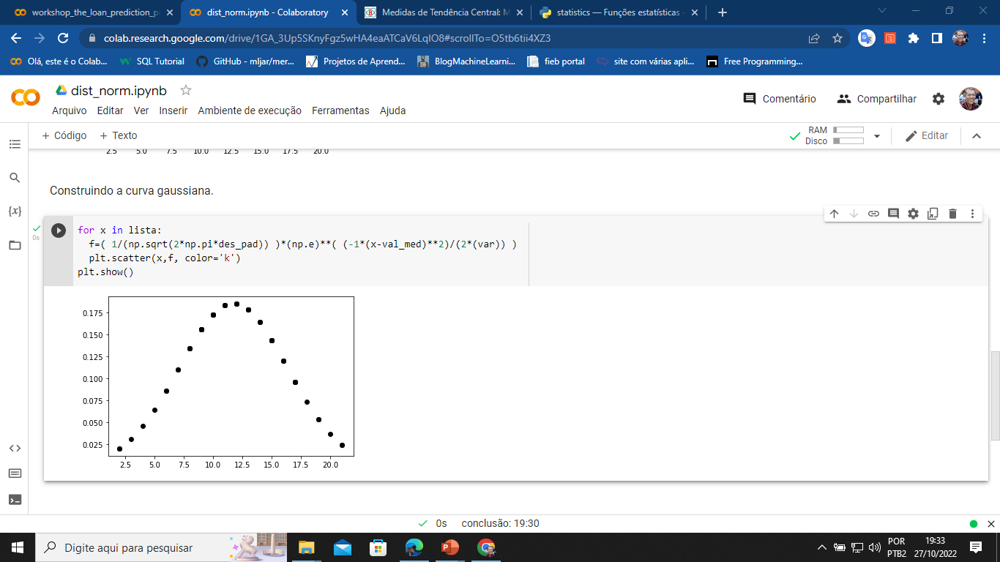 workshop_the_loan_prediction_p
dist_norm.ipynb - Colaboratory
Medidas de Tendência Central: M
statistics — Funções estatísticas
colab.research.google.com/drive/1GA_3Up5SKnyFgz5wHA4eaATCaV6LqIO8#scrollTo=O5tb6tii4XZ3
Olá, este é o Colab...
SQL Tutorial
GitHub - mljar/mer...
Projetos de Aprend...
BlogMachineLearni...
fieb portal
site com várias apli...
Free Programming...
dist_norm.ipynb
Comentário
Compartilhar
Arquivo Editar Ver Inserir Ambiente de execução Ferramentas Ajuda
+ Código + Texto
RAM
Disco
Editar
2.5 5.0 7.5 10.0 12.5 15.0 17.5 20.0
Construindo a curva gaussiana.
0s
for x in lista:
f=( 1/(np.sqrt(2*np.pi*des_pad)) )*(np.e)**( (-1*(x-val_med)**2)/(2*(var)) )
plt.scatter(x,f, color='k')
plt.show()
0.175
0.150
0.125
0.100
0.075
0.050
0.025
2.5 5.0 7.5 10.0 12.5 15.0 17.5 20.0
0s conclusão: 19:30
Digite aqui para pesquisar
POR
PTB2
19:33
27/10/2022